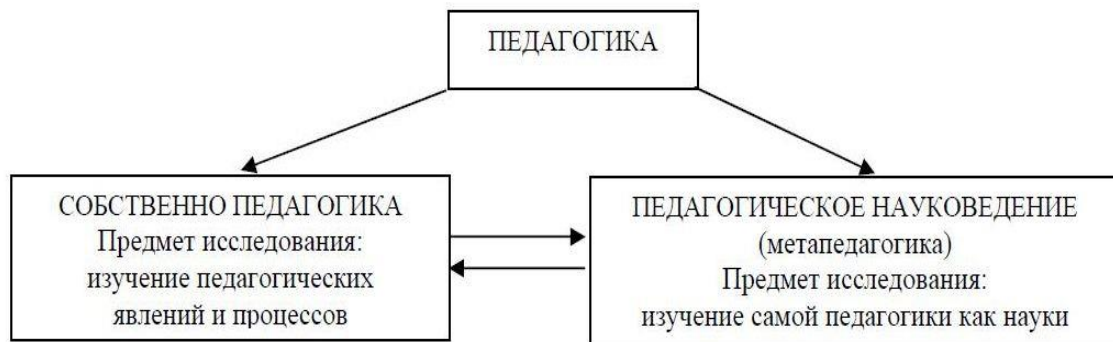 ПЕДАГОГИКА
СОБСТВЕННО ПЕДАГОГИКА
Предмет исследования:
изучение педагогических
явлений и процессов
ПЕДАГОГИЧЕСКОЕ НАУКОВЕДЕНИЕ
(метапедагогика)
Предмет исследования:
изучение самой педагогики как науки